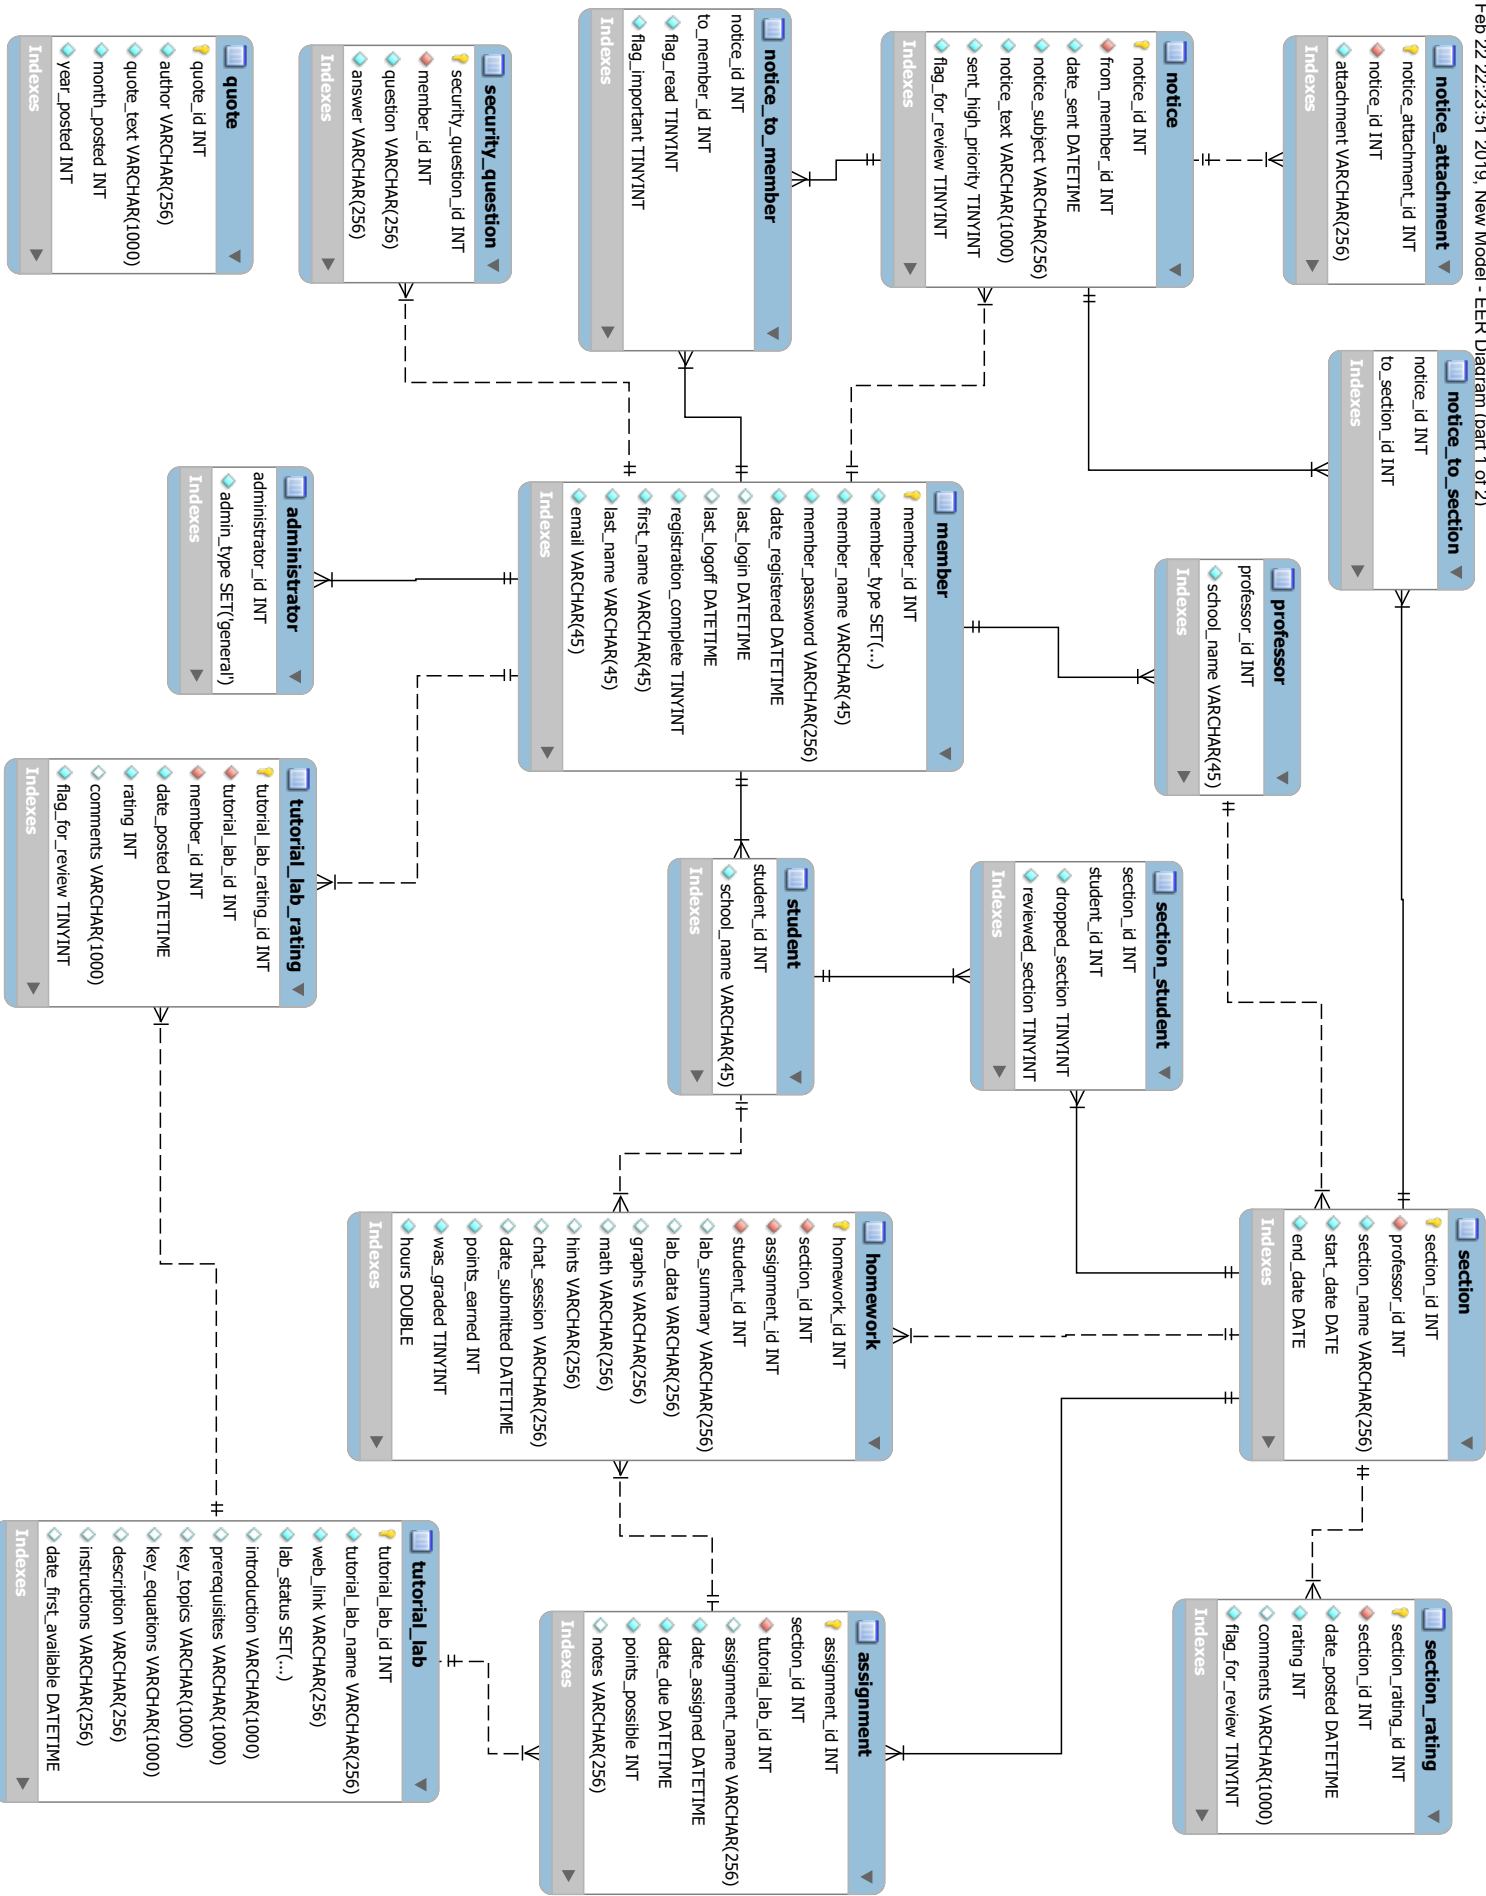 Feb 22 22:23:51 2019, New Model - EER Diagram (part 1 of 2)
notice_attachment
notice_attachment_id INT
notice_id INT
attachment VARCHAR(256)
Indexes
notice_to_section
notice_id INT
to_section_id INT
Indexes
section
section_id INT
professor_id INT
section_name VARCHAR(256)
start_date DATE
end_date DATE
Indexes
section_rating
section_rating_id INT
section_id INT
date_posted DATETIME
rating INT
comments VARCHAR(1000)
flag_for_review TINYINT
Indexes
notice
notice_id INT
from_member_id INT
date_sent DATETIME
notice_subject VARCHAR(256)
notice_text VARCHAR(1000)
sent_high_priority TINYINT
flag_for_review TINYINT
Indexes
professor
professor_id INT
school_name VARCHAR(45)
Indexes
section_student
section_id INT
student_id INT
dropped_section TINYINT
reviewed_section TINYINT
Indexes
notice_to_member
notice_id INT
to_member_id INT
flag_read TINYINT
flag_important TINYINT
Indexes
member
member_id INT
member_type SET(...)
member_name VARCHAR(45)
member_password VARCHAR(256)
date_registered DATETIME
last_login DATETIME
last_logoff DATETIME
registration_complete TINYINT
first_name VARCHAR(45)
last_name VARCHAR(45)
email VARCHAR(45)
Indexes
student
student_id INT
school_name VARCHAR(45)
Indexes
homework
homework_id INT
section_id INT
assignment_id INT
student_id INT
lab_summary VARCHAR(256)
lab_data VARCHAR(256)
graphs VARCHAR(256)
math VARCHAR(256)
hints VARCHAR(256)
chat_session VARCHAR(256)
date_submitted DATETIME
points_earned INT
was_graded TINYINT
hours DOUBLE
Indexes
assignment
assignment_id INT
section_id INT
tutorial_lab_id INT
assignment_name VARCHAR(256)
date_assigned DATETIME
date_due DATETIME
points_possible INT
notes VARCHAR(256)
Indexes
security_question
security_question_id INT
member_id INT
question VARCHAR(256)
answer VARCHAR(256)
Indexes
administrator
administrator_id INT
admin_type SET('general')
Indexes
tutorial_lab_rating
tutorial_lab_rating_id INT
tutorial_lab_id INT
member_id INT
date_posted DATETIME
rating INT
comments VARCHAR(1000)
flag_for_review TINYINT
Indexes
tutorial_lab
tutorial_lab_id INT
tutorial_lab_name VARCHAR(256)
web_link VARCHAR(256)
lab_status SET(...)
introduction VARCHAR(1000)
prerequisites VARCHAR(1000)
key_topics VARCHAR(1000)
key_equations VARCHAR(1000)
description VARCHAR(256)
instructions VARCHAR(256)
date_first_available DATETIME
Indexes
quote
quote_id INT
author VARCHAR(256)
quote_text VARCHAR(1000)
month_posted INT
year_posted INT
Indexes